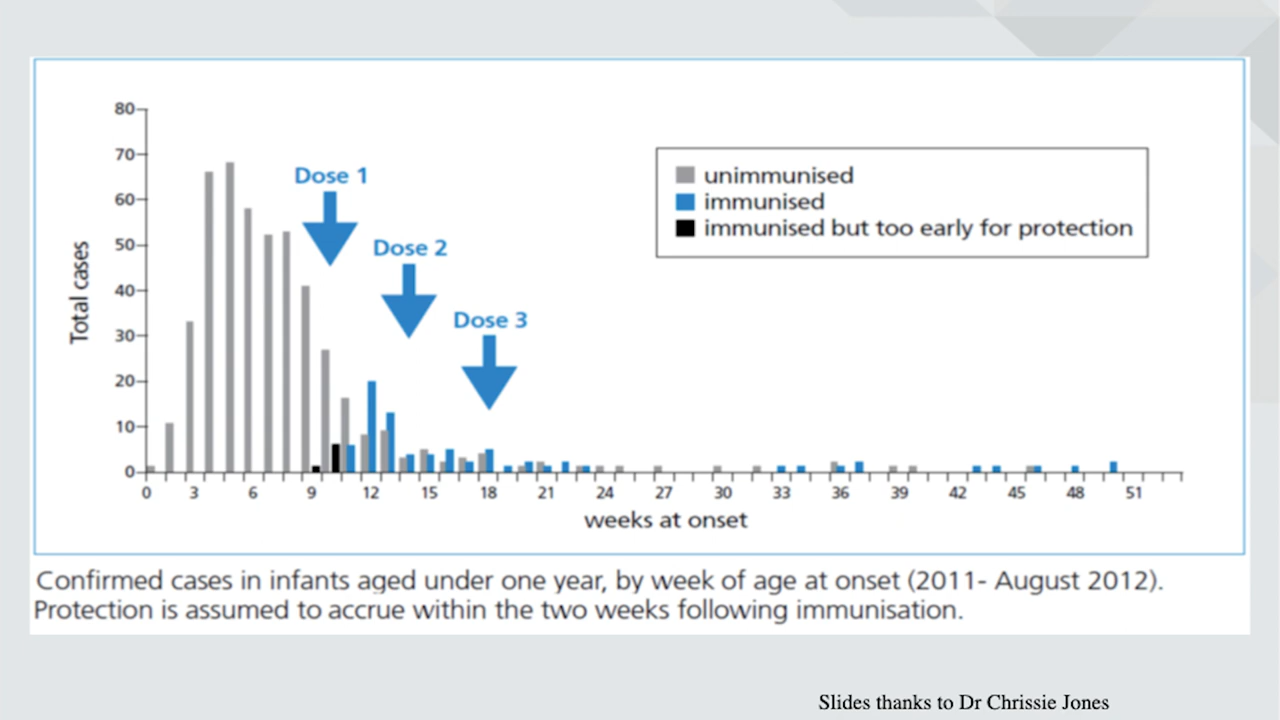 80
70
60
50
40
30
20
10
0
Total cases
Dose 1
Dose 2
Dose 3
unimmunised
immunised
immunised but too early for protection
0 3 6 9 12 15 18 21 24 27 30 33 36 39 42 45 48 51
weeks at onset
Confirmed cases in infants aged under one year, by week of age at onset (2011- August 2012).
Protection is assumed to accrue within the two weeks following immunisation.
Slides thanks to Dr Chrissie Jones